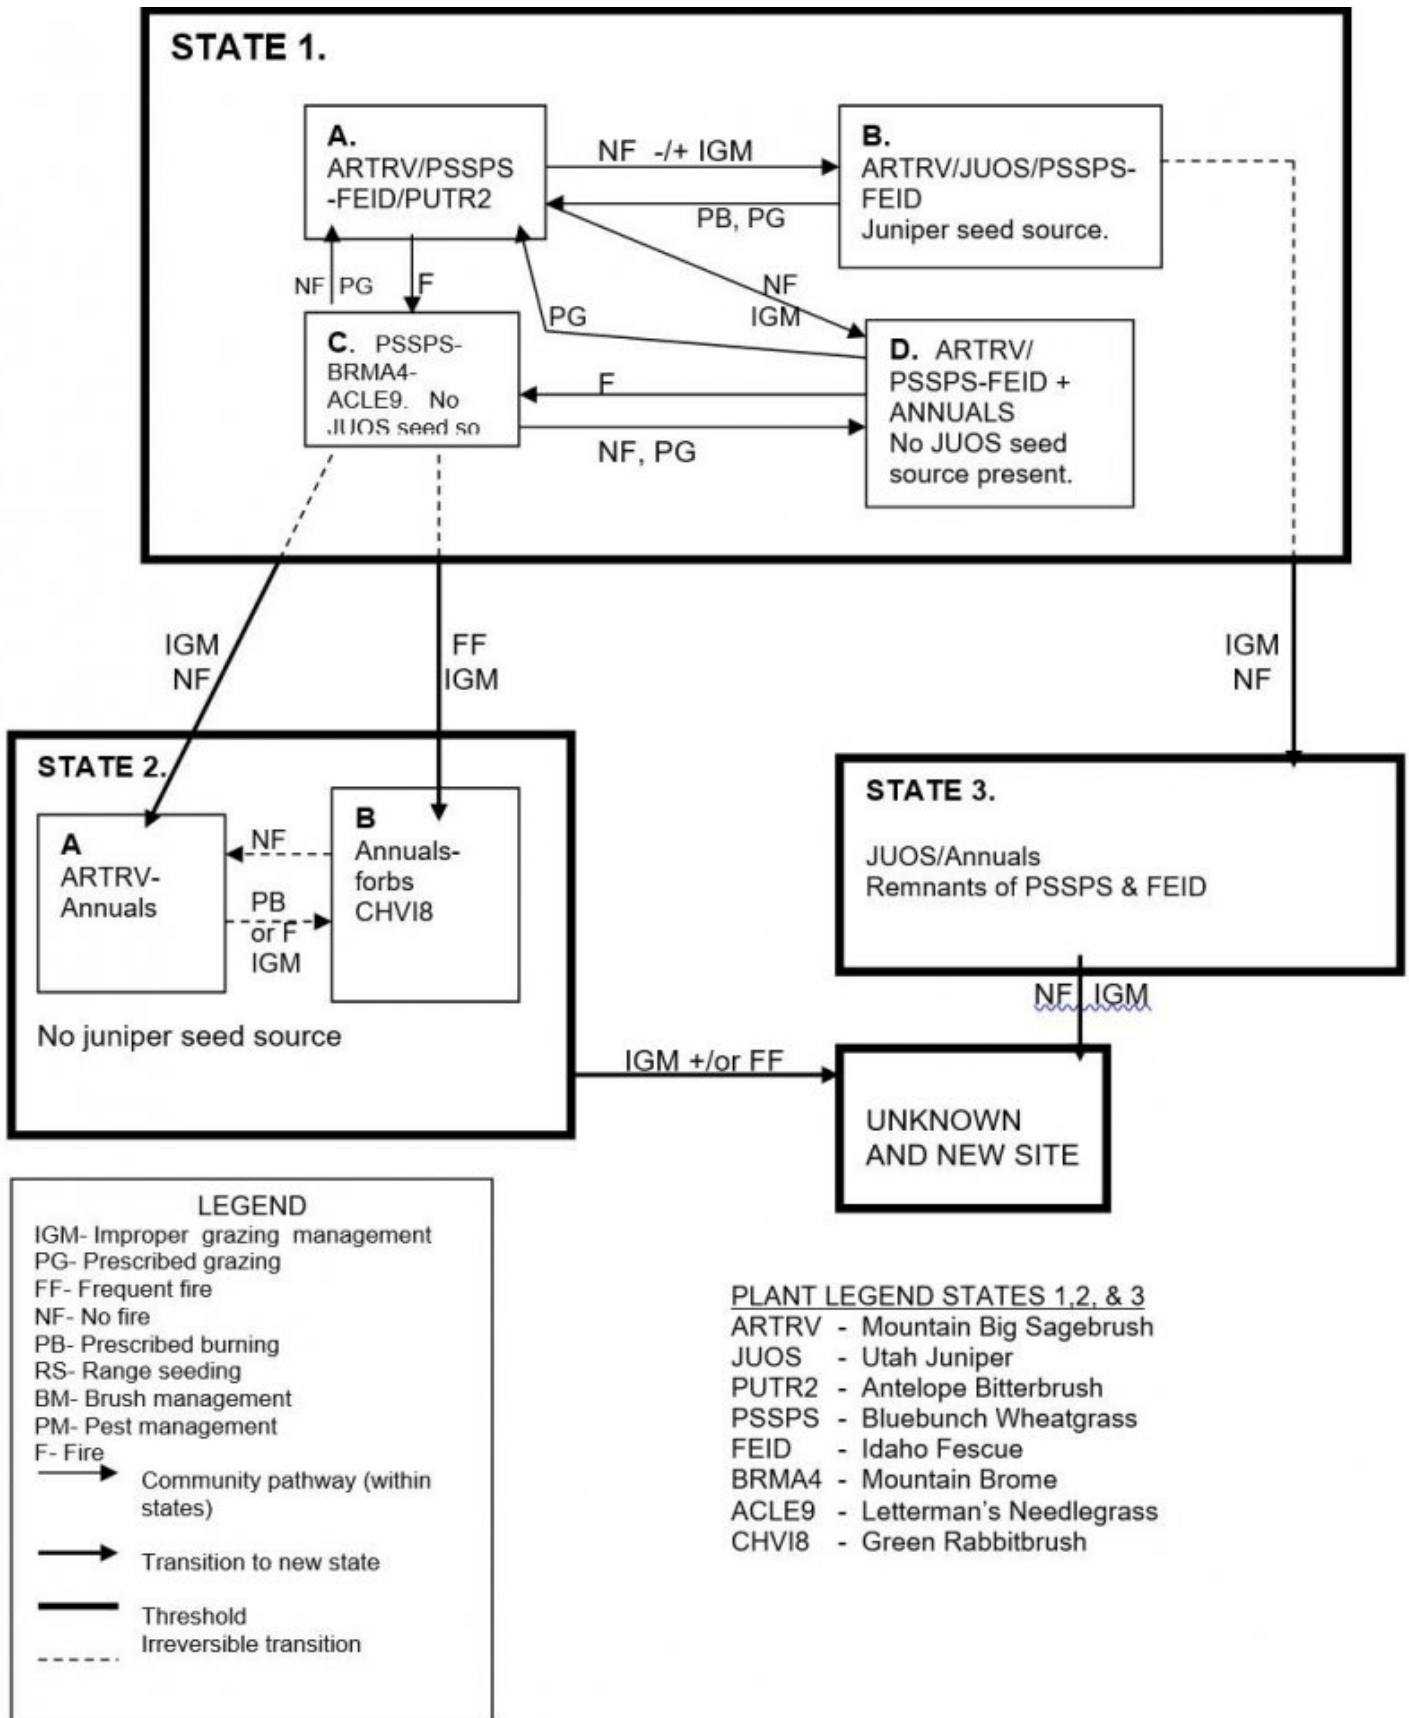 STATE 1.
A.
ARTRV/PSSPS
-FEID/PUTR2
NF -/+ IGM
B.
ARTRV/JUOS/PSSPS-
FEID
Juniper seed source.
PB, PG
NF PG
F
NF
IGM
PG
C. PSSPS-
BRMA4-
ACLE9. No
JUOS seed so
F
NF, PG
D. ARTRV/
PSSPS-FEID +
ANNUALS
No JUOS seed
source present.
IGM
NF
FF
IGM
IGM
NF
STATE 2.
A
ARTRV-
Annuals
NF
PB
or F
IGM
B
Annuals-
forbs
CHVI8
No juniper seed source
STATE 3.
JUOS/Annuals
Remnants of PSSPS & FEID
NF IGM
IGM +/or FF
UNKNOWN
AND NEW SITE
LEGEND
IGM- Improper grazing management
PG- Prescribed grazing
FF- Frequent fire
NF- No fire
PB- Prescribed burning
RS- Range seeding
BM- Brush management
PM- Pest management
F- Fire
Community pathway (within
states)
Transition to new state
Threshold
Irreversible transition
PLANT LEGEND STATES 1,2, & 3
ARTRV - Mountain Big Sagebrush
JUOS - Utah Juniper
PUTR2 - Antelope Bitterbrush
PSSPS - Bluebunch Wheatgrass
FEID - Idaho Fescue
BRMA4 - Mountain Brome
ACLE9 - Letterman's Needlegrass
CHVI8 - Green Rabbitbrush